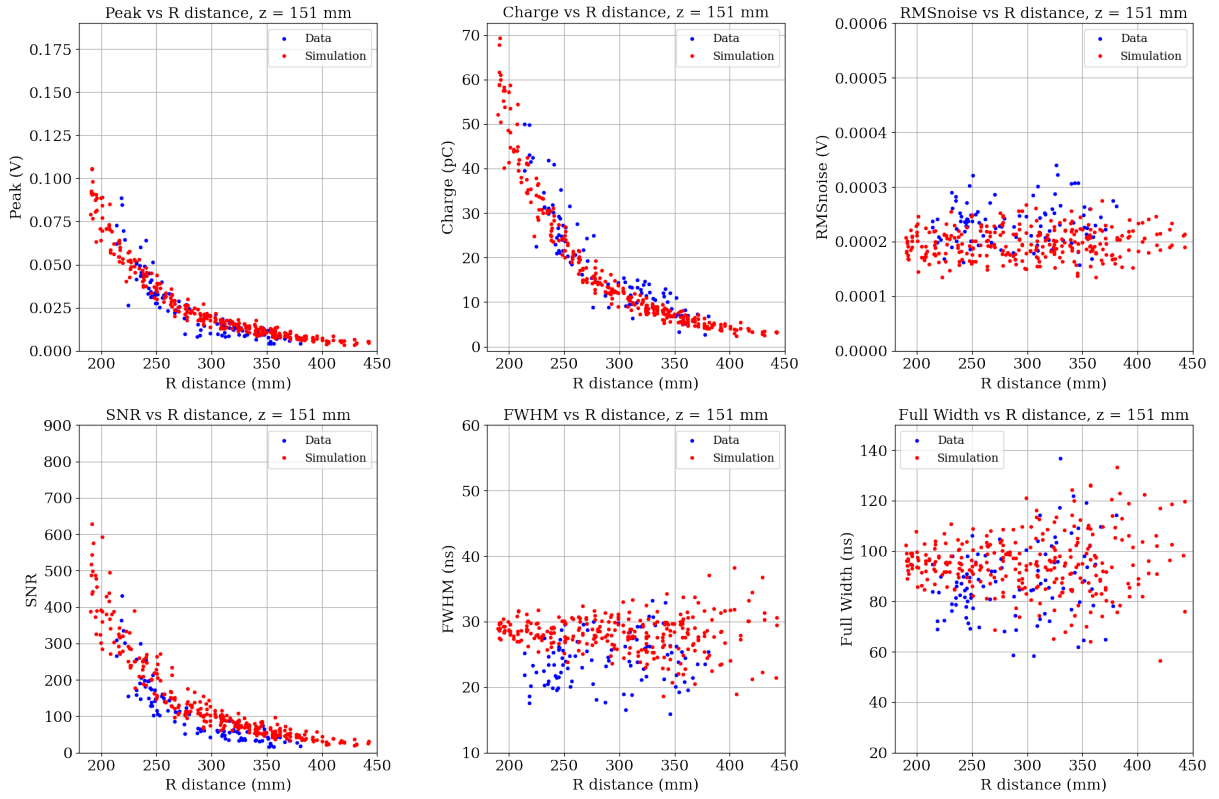 Peak vs R distance, z = 151 mm
Peak (V)
0.175
0.150
0.125
0.100
0.075
0.050
0.025
0.000
200 250 300 350 400 450
R distance (mm)
Data
Simulation
Charge vs R distance, z = 151 mm
Charge (pC)
70
60
50
40
30
20
10
0
200 250 300 350 400 450
R distance (mm)
Data
Simulation
RMSnoise vs R distance, z = 151 mm
RMSnoise (V)
0.0006
0.0005
0.0004
0.0003
0.0002
0.0001
0.0000
200 250 300 350 400 450
R distance (mm)
Data
Simulation
SNR vs R distance, z = 151 mm
SNR
900
800
700
600
500
400
300
200
100
0
200 250 300 350 400 450
R distance (mm)
Data
Simulation
FWHM vs R distance, z = 151 mm
FWHM (ns)
60
50
40
30
20
10
200 250 300 350 400 450
R distance (mm)
Data
Simulation
Full Width vs R distance, z = 151 mm
Full Width (ns)
140
120
100
80
60
40
20
200 250 300 350 400 450
R distance (mm)
Data
Simulation